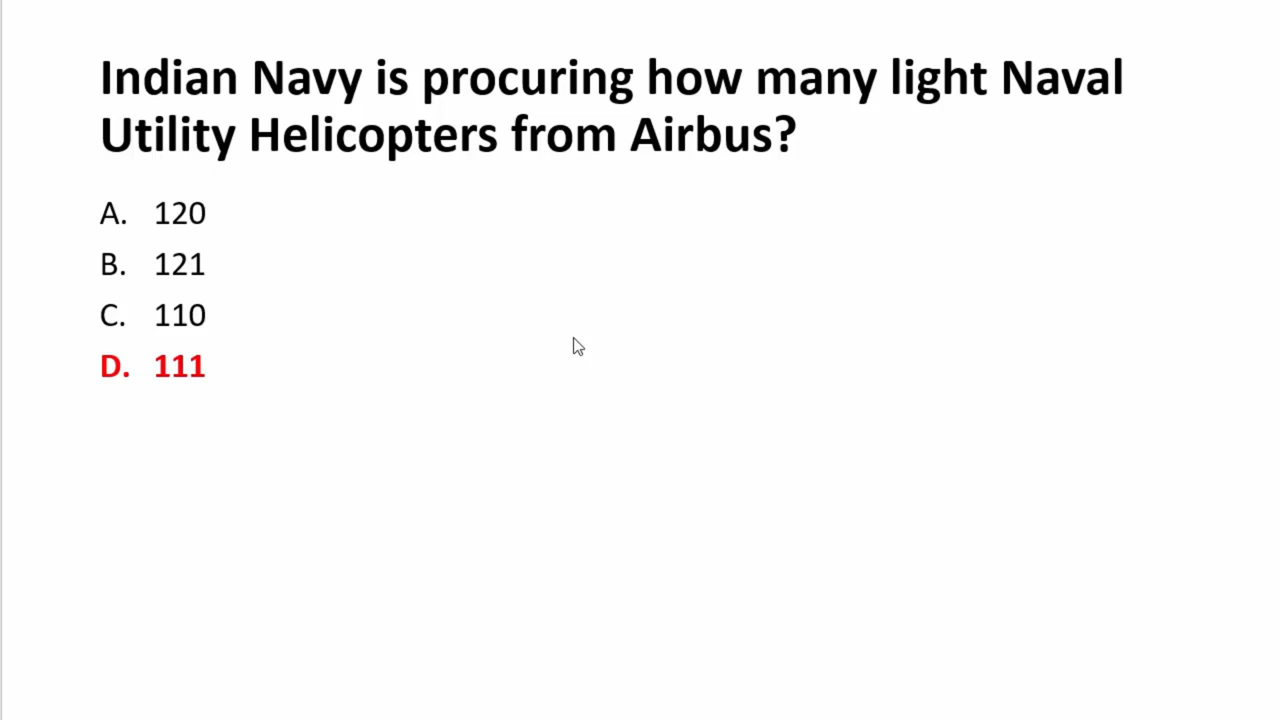 Indian Navy is procuring how many light Naval
Utility Helicopters from Airbus?
A. 120
B. 121
C. 110
D. 111